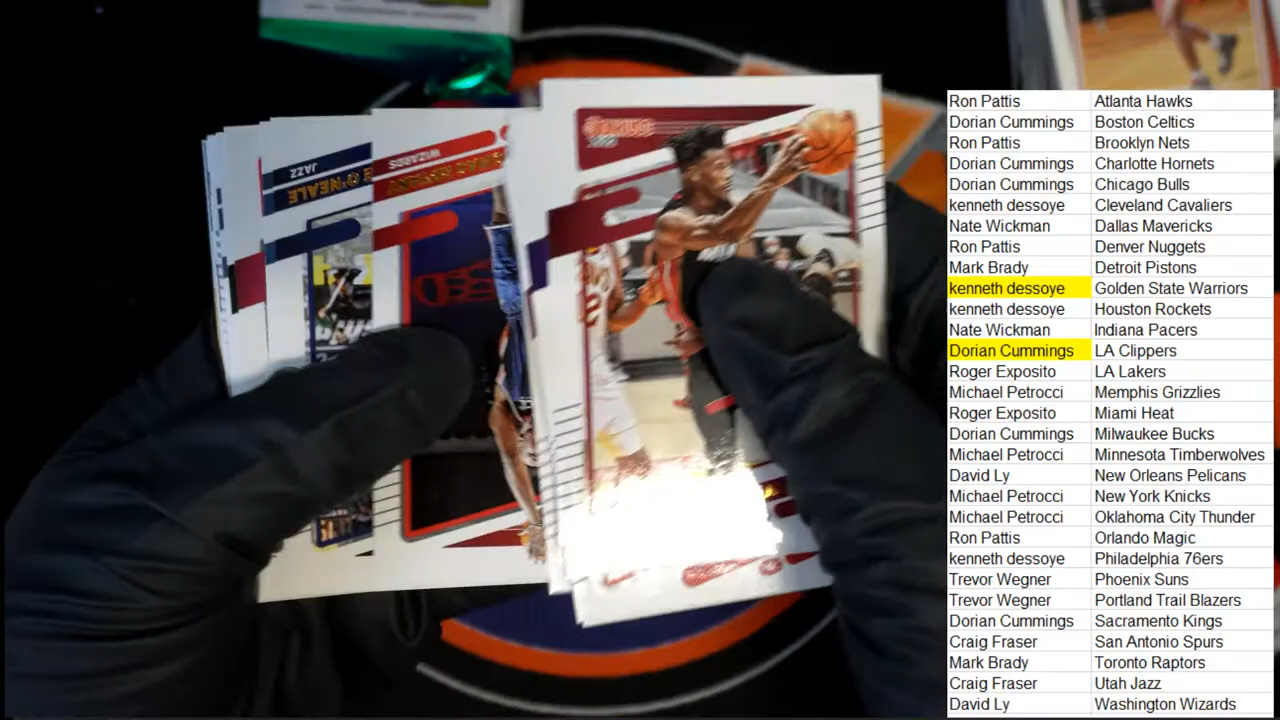 JAZZ
O'NEALE
WIZARDS
Ron Pattis Atlanta Hawks
Dorian Cummings Boston Celtics
Ron Pattis Brooklyn Nets
Dorian Cummings Charlotte Hornets
Dorian Cummings Chicago Bulls
kenneth dessoye Cleveland Cavaliers
Nate Wickman Dallas Mavericks
Ron Pattis Denver Nuggets
Mark Brady Detroit Pistons
kenneth dessoye Golden State Warriors
kenneth dessoye Houston Rockets
Nate Wickman Indiana Pacers
Dorian Cummings LA Clippers
Roger Exposito LA Lakers
Michael Petrocci Memphis Grizzlies
Roger Exposito Miami Heat
Dorian Cummings Milwaukee Bucks
Michael Petrocci Minnesota Timberwolves
David Ly New Orleans Pelicans
Michael Petrocci New York Knicks
Michael Petrocci Oklahoma City Thunder
Ron Pattis Orlando Magic
kenneth dessoye Philadelphia 76ers
Trevor Wegner Phoenix Suns
Trevor Wegner Portland Trail Blazers
Dorian Cummings Sacramento Kings
Craig Fraser San Antonio Spurs
Mark Brady Toronto Raptors
Craig Fraser Utah Jazz
David Ly Washington Wizards